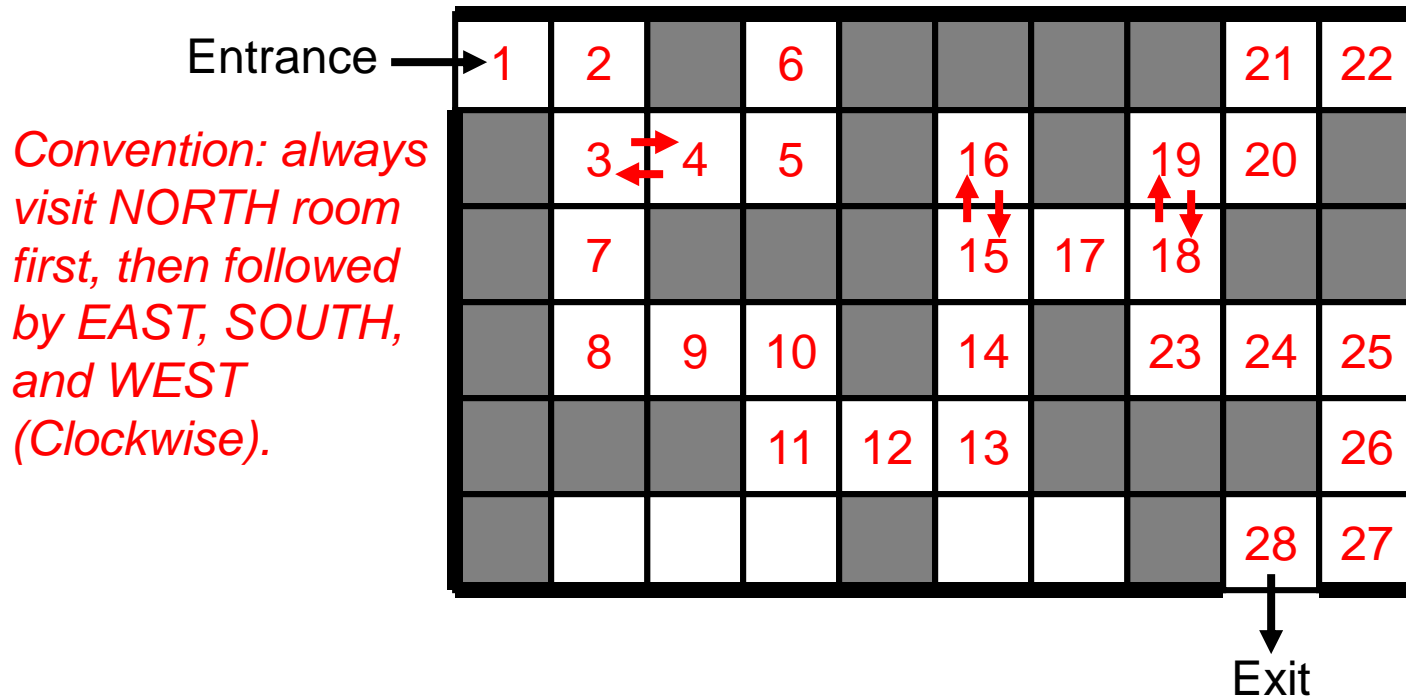 Entrance
1 2 6 21 22
Convention: always
visit NORTH room
first, then followed
by EAST, SOUTH,
and WEST
(Clockwise).
3 4 5 16 19 20
7 15 17 18
8 9 10 14 23 24 25
11 12 13 26
28 27
Exit